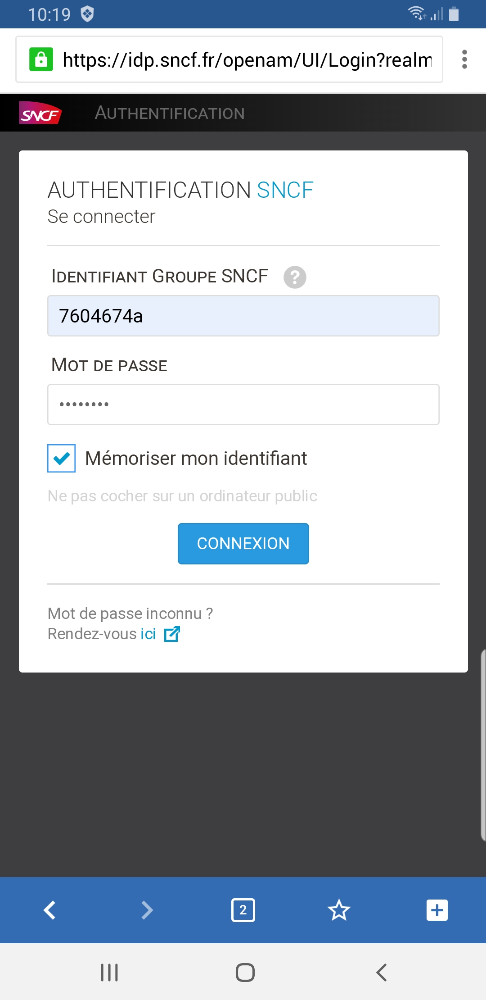 10:19
https://idp.sncf.fr/openam/UI/Login?realm
SNCF AUTHENTIFICATION
AUTHENTIFICATION SNCF
Se connecter
IDENTIFIANT GROUPE SNCF ?
7604674a
MOT DE PASSE
••••••••
Mémoriser mon identifiant
Ne pas cocher sur un ordinateur public
CONNEXION
Mot de passe inconnu ?
Rendez-vous ici
2